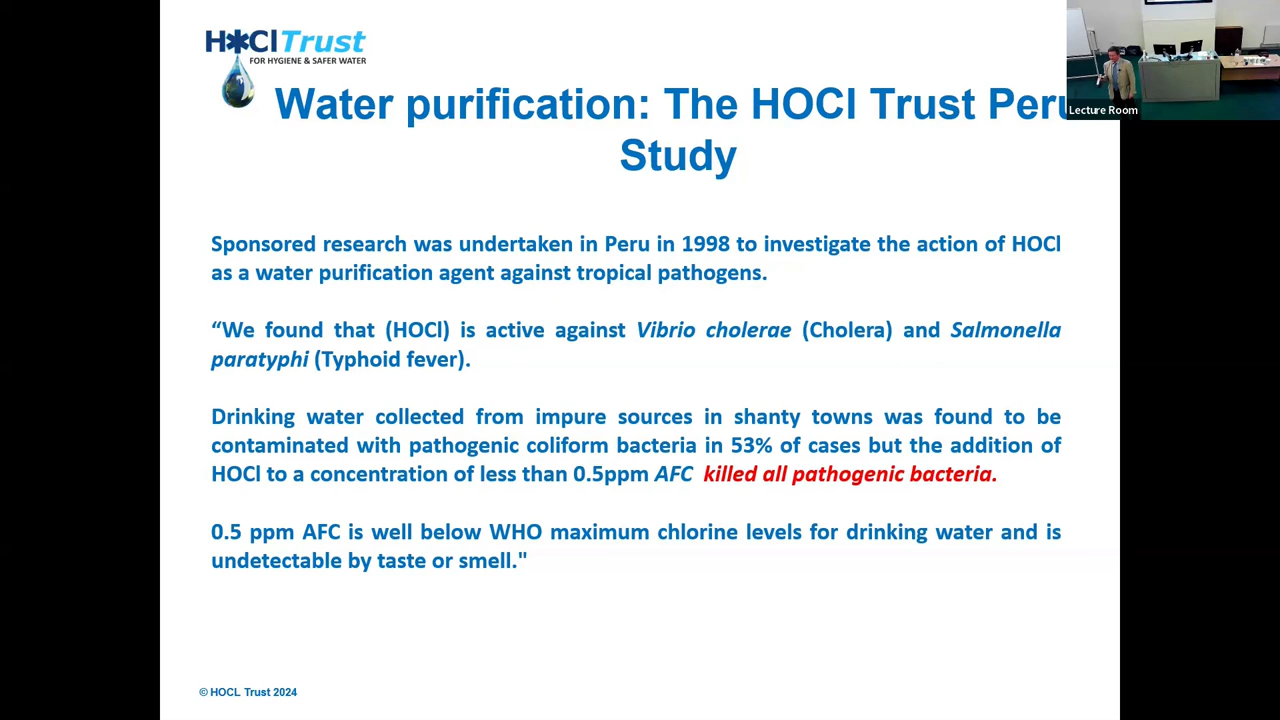 H*Cl Trust
FOR HYGIENE & SAFER WATER
Water purification: The HOCl Trust Peru
Study
Lecture Room
Sponsored research was undertaken in Peru in 1998 to investigate the action of HOCl
as a water purification agent against tropical pathogens.
“We found that (HOCl) is active against Vibrio cholerae (Cholera) and Salmonella
paratyphi (Typhoid fever).
Drinking water collected from impure sources in shanty towns was found to be
contaminated with pathogenic coliform bacteria in 53% of cases but the addition of
HOCl to a concentration of less than 0.5ppm AFC killed all pathogenic bacteria.
0.5 ppm AFC is well below WHO maximum chlorine levels for drinking water and is
undetectable by taste or smell."
© HOCL Trust 2024